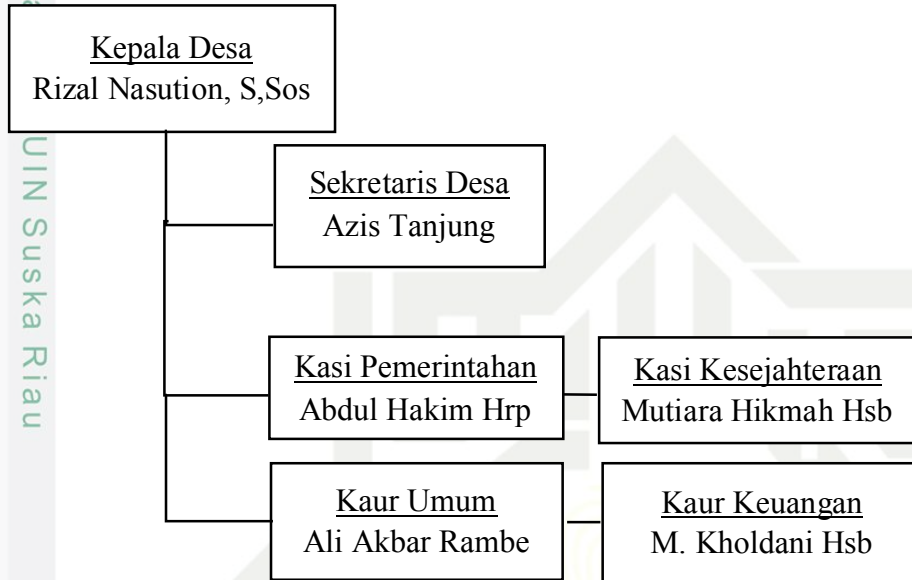 Kepala Desa
Rizal Nasution, S,Sos
Sekretaris Desa
Azis Tanjung
Kasi Pemerintahan
Abdul Hakim Hrp
Kasi Kesejahteraan
Mutiara Hikmah Hsb
Kaur Umum
Ali Akbar Rambe
Kaur Keuangan
M. Kholdani Hsb
UIN Suska Riau